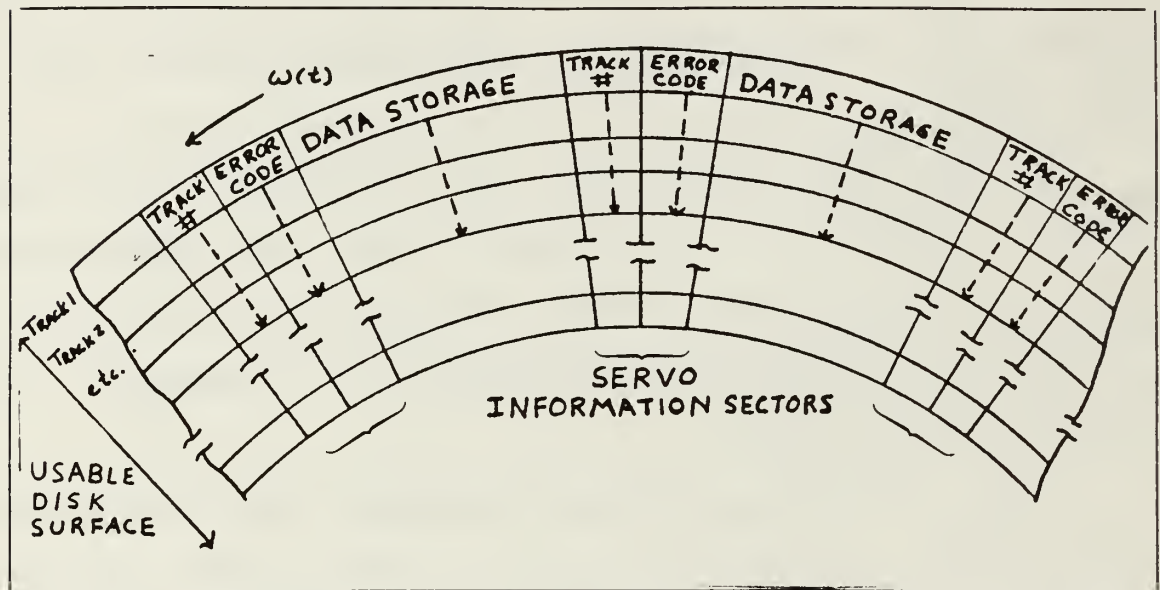 ω(t)
TRACK
#
ERROR
CODE
DATA STORAGE
TRACK
#
ERROR
CODE
DATA STORAGE
TRACK
#
ERROR
CODE
TRACK 1
TRACK 2
etc.
USABLE
DISK
SURFACE
SERVO
INFORMATION SECTORS